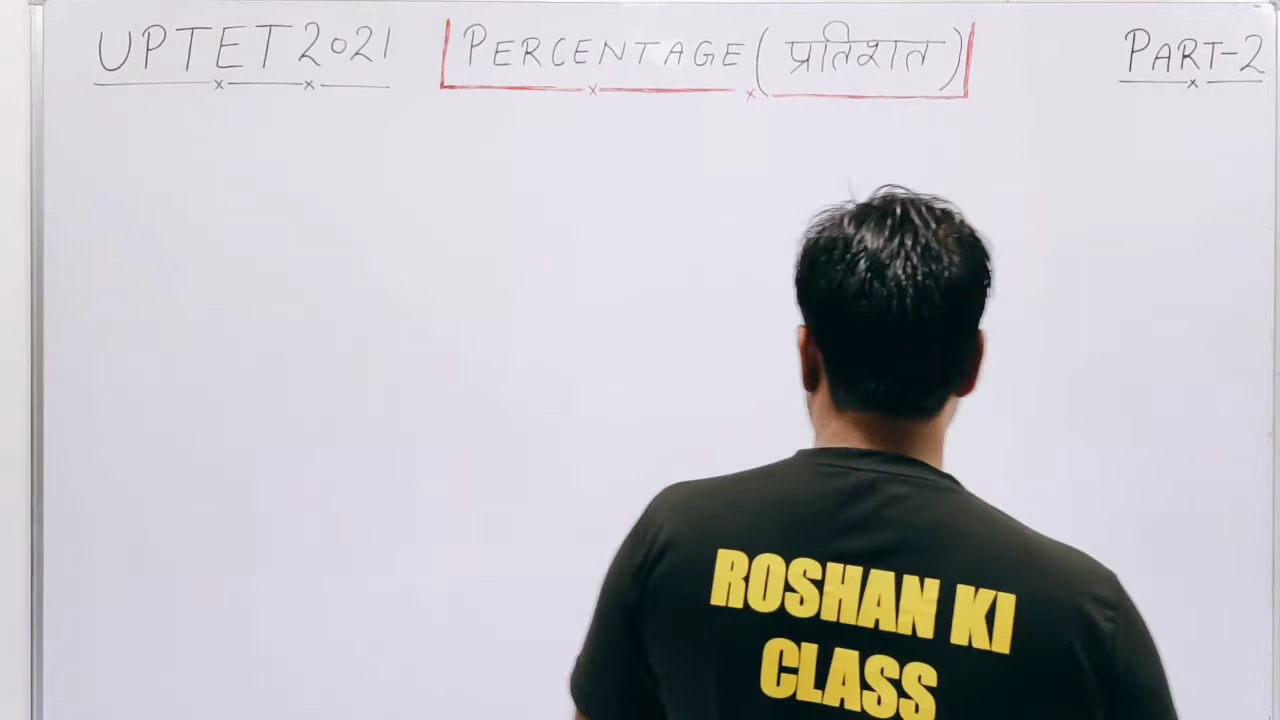 UPTET 2021 PERCENTAGE (प्रतिशत) PART-2
ROSHAN KI
CLASS